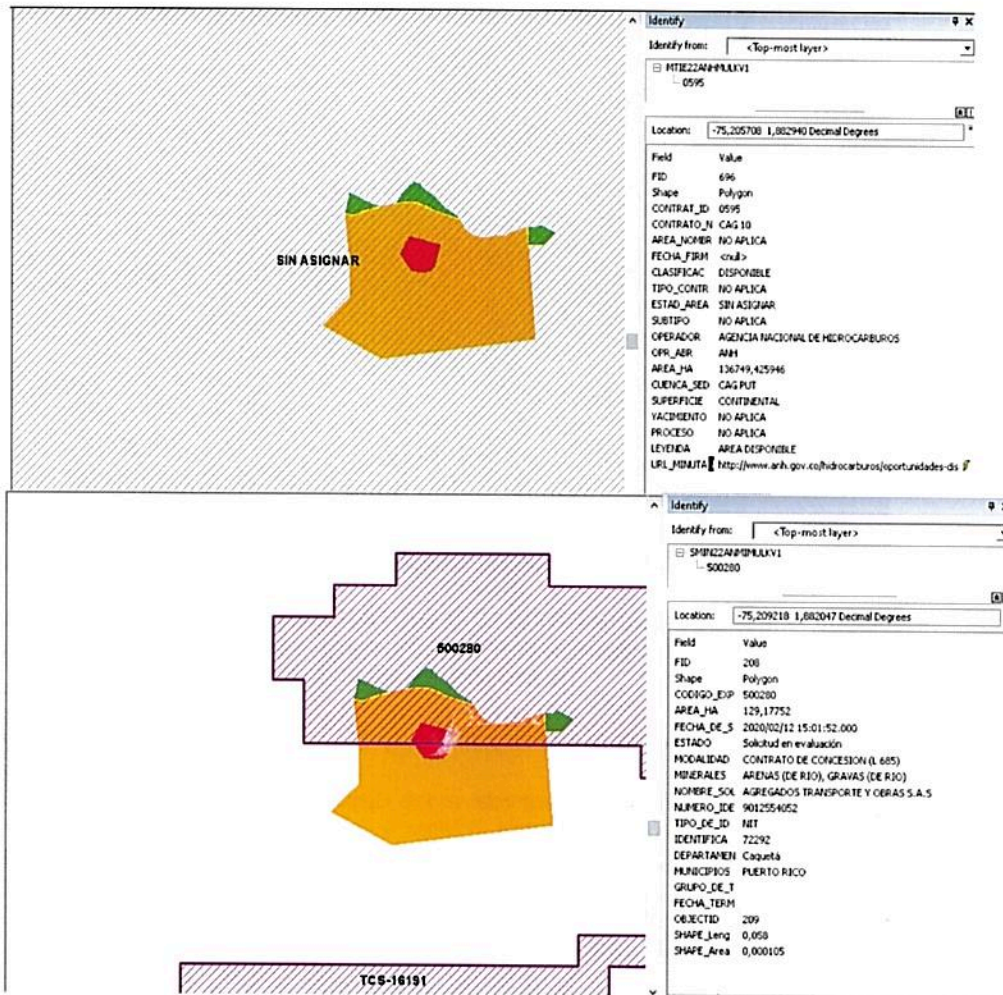 Identify
Identify from: <Top-most layer>
MTIE22ANHMULKV1
0595
Location: -75,205708 1,882940 Decimal Degrees
Field Value
FID 696
Shape Polygon
CONTRAT_ID 0595
CONTRATO_N CAG 10
AREA_NOMBR NO APLICA
FECHA_FIRM <null>
CLASIFICAC DISPONIBLE
TIPO_CONTR NO APLICA
ESTAD_AREA SIN ASIGNAR
SUBTIPO NO APLICA
OPERADOR AGENCIA NACIONAL DE HIDROCARBUROS
OPR_ABR ANH
AREA_HA 136749,425946
CUENCA_SED CAG PUT
SUPERFICIE CONTINENTAL
YACIMIENTO NO APLICA
PROCESO NO APLICA
LEYENDA AREA DISPONIBLE
URL_MINUTA http://www.anh.gov.co/hidrocarburos/oportunidades-dis
SIN ASIGNAR
Identify
Identify from: <Top-most layer>
SMIN22ANMIMULKV1
500280
Location: -75,209218 1,882047 Decimal Degrees
Field Value
FID 208
Shape Polygon
CODIGO_EXP 500280
AREA_HA 129,17752
FECHA_DE_S 2020/02/12 15:01:52.000
ESTADO Solicitud en evaluación
MODALIDAD CONTRATO DE CONCESION (L 685)
MINERALES ARENAS (DE RIO), GRAVAS (DE RIO)
NOMBRE_SOL AGREGADOS TRANSPORTE Y OBRAS S.A.S
NUMERO_IDE 9012554052
TIPO_DE_ID NIT
IDENTIFICA 72292
DEPARTAMEN Caquetá
MUNICIPIOS PUERTO RICO
GRUPO_DE_T
FECHA_TERM
OBJECTID 209
SHAPE_Leng 0,058
SHAPE_Area 0,000105
500280
TCS-16191